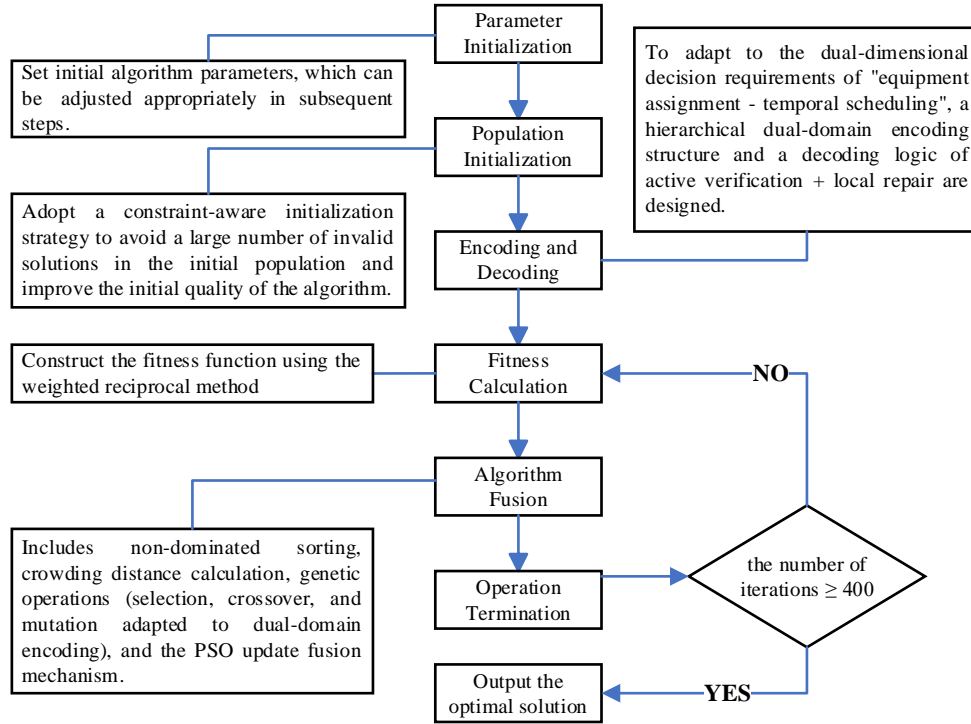 Parameter
Initialization
Set initial algorithm parameters, which can
be adjusted appropriately in subsequent
steps.
To adapt to the dual-dimensional
decision requirements of "equipment
assignment - temporal scheduling", a
hierarchical dual-domain encoding
structure and a decoding logic of
active verification + local repair are
designed.
Population
Initialization
Adopt a constraint-aware initialization
strategy to avoid a large number of invalid
solutions in the initial population and
improve the initial quality of the algorithm.
Encoding and
Decoding
Construct the fitness function using the
weighted reciprocal method
Fitness
Calculation
NO
Algorithm
Fusion
Includes non-dominated sorting,
crowding distance calculation, genetic
operations (selection, crossover, and
mutation adapted to dual-domain
encoding), and the PSO update fusion
mechanism.
Operation
Termination
the number of
iterations ≥ 400
YES
Output the
optimal solution